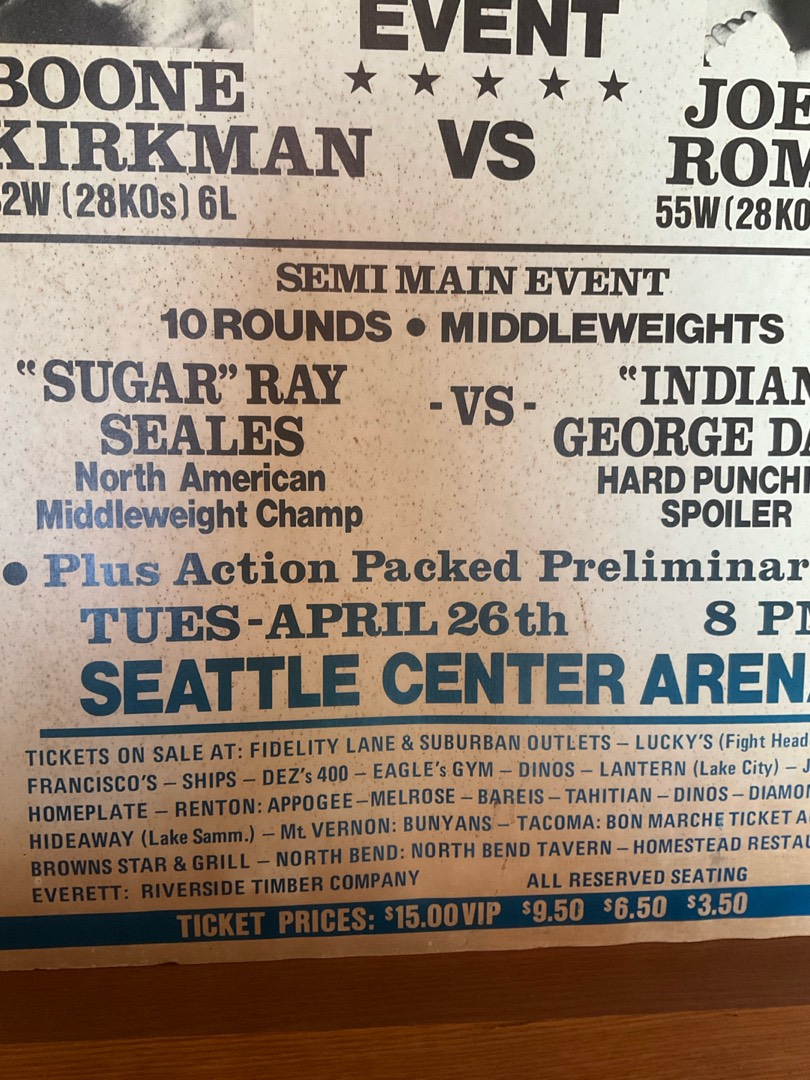 EVENT
★ ★ ★ ★ ★
BOONE
KIRKMAN
VS
JOE
ROM
2W (28KOs) 6L
55W (28KO
SEMI MAIN EVENT
10 ROUNDS • MIDDLEWEIGHTS
"SUGAR" RAY
SEALES
North American
Middleweight Champ
-VS-
"INDIAN
GEORGE DA
HARD PUNCHI
SPOILER
• Plus Action Packed Preliminar
TUES-APRIL 26th 8 PM
SEATTLE CENTER AREN
TICKETS ON SALE AT: FIDELITY LANE & SUBURBAN OUTLETS – LUCKY'S (Fight Head
FRANCISCO'S – SHIPS – DEZ's 400 – EAGLE's GYM – DINOS – LANTERN (Lake City) – J
HOMEPLATE – RENTON: APPOGEE – MELROSE – BAREIS – TAHITIAN – DINOS – DIAMON
HIDEAWAY (Lake Samm.) – Mt. VERNON: BUNYANS – TACOMA: BON MARCHE TICKET A
BROWNS STAR & GRILL – NORTH BEND: NORTH BEND TAVERN – HOMESTEAD RESTAU
EVERETT: RIVERSIDE TIMBER COMPANY ALL RESERVED SEATING
TICKET PRICES: $15.00 VIP $9.50 $6.50 $3.50